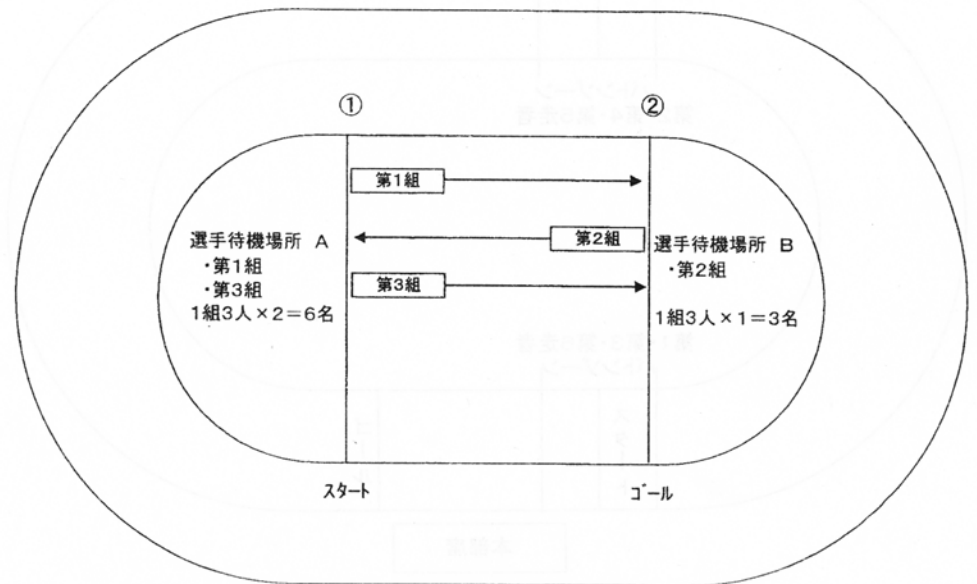 ① ②
第1組
第2組
第3組
選手待機場所 A
・第1組
・第3組
1組3人×2＝6名
選手待機場所 B
・第2組
1組3人×1＝3名
スタート ゴール